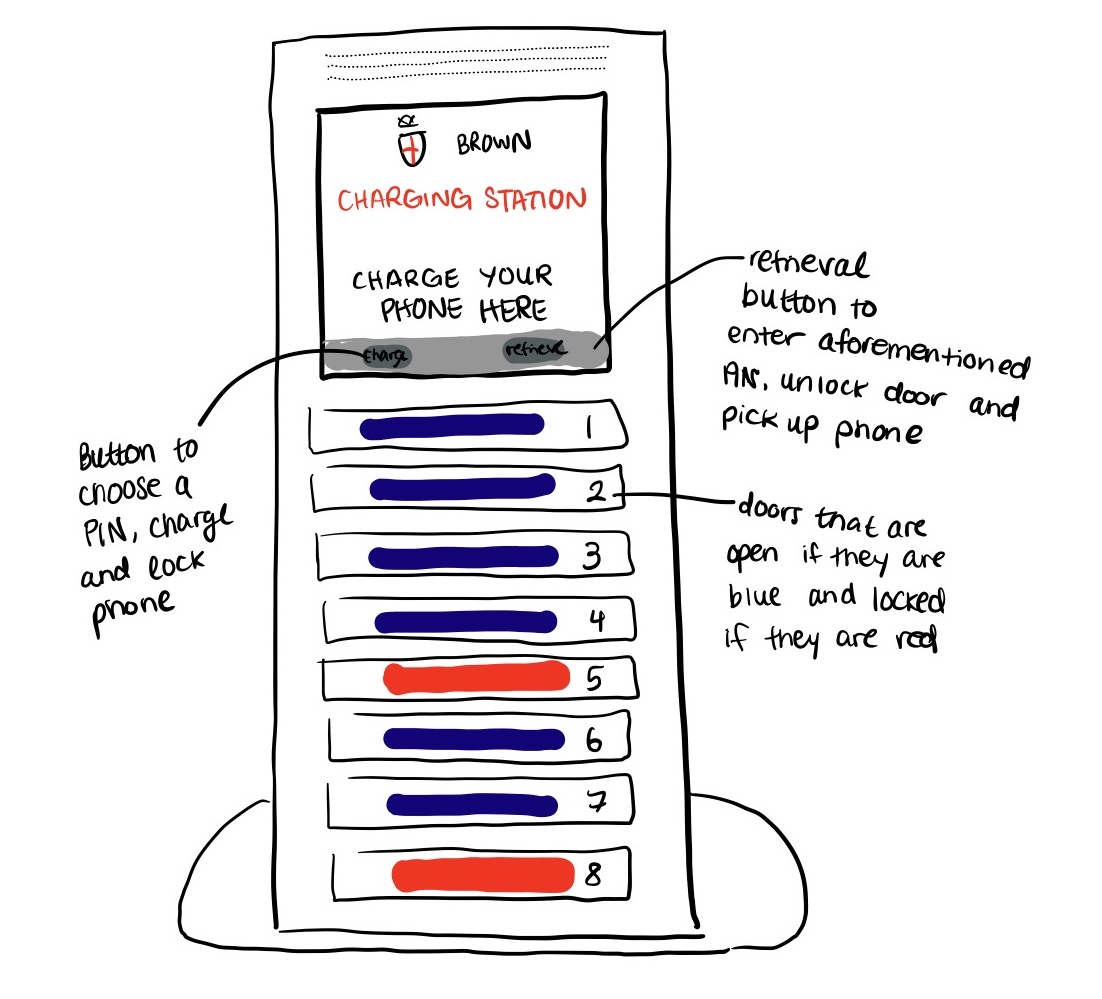 BROWN
CHARGING STATION
CHARGE YOUR
PHONE HERE
charge
retrieve
1
2
3
4
5
6
7
8
Button to
choose a
PIN, charge
and lock
phone
retrieval
button to
enter aforementioned
PIN, unlock door and
pick up phone
doors that are
open if they are
blue and locked
if they are red